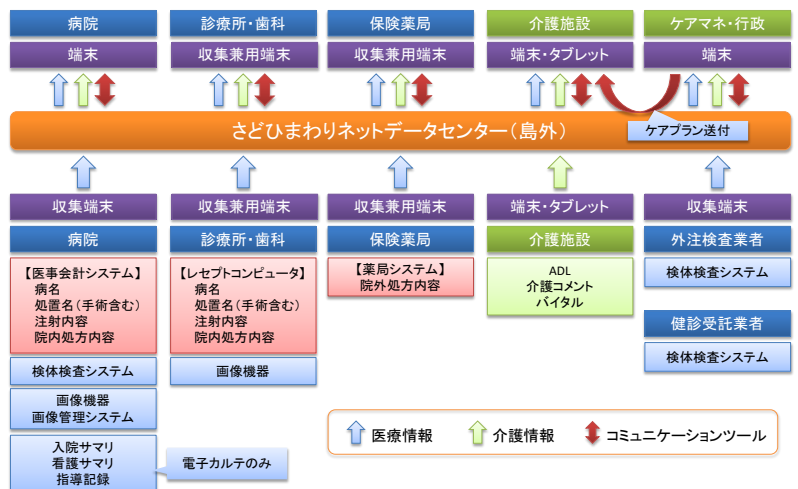 病院
診療所・歯科
保険薬局
介護施設
ケアマネ・行政
端末
収集兼用端末
収集兼用端末
端末・タブレット
端末
さどひまわりネットデータセンター(島外)
ケアプラン送付
収集端末
収集兼用端末
収集兼用端末
端末・タブレット
収集端末
病院
診療所・歯科
保険薬局
介護施設
外注検査業者
【医事会計システム】
病名
処置名(手術含む)
注射内容
院内処方内容
【レセプトコンピュータ】
病名
処置名(手術含む)
注射内容
院内処方内容
【薬局システム】
院外処方内容
ADL
介護コメント
バイタル
検体検査システム
健診受託業者
検体検査システム
検体検査システム
画像機器
画像機器
画像管理システム
入院サマリ
看護サマリ
指導記録
電子カルテのみ
医療情報
介護情報
コミュニケーションツール